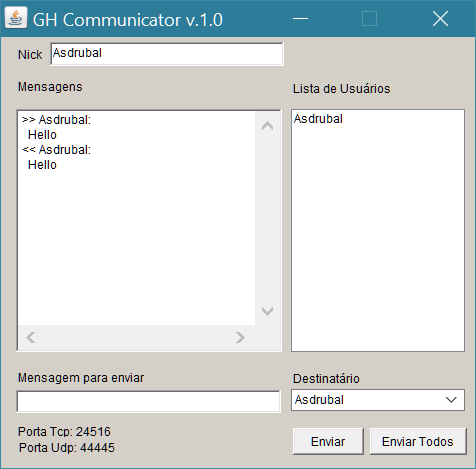 GH Communicator v.1.0
Nick Asdrubal
Mensagens
Lista de Usuários
>> Asdrubal:
Hello
<< Asdrubal:
Hello
Asdrubal
Mensagem para enviar
Destinatário
Asdrubal
Porta Tcp: 24516
Porta Udp: 44445
Enviar
Enviar Todos